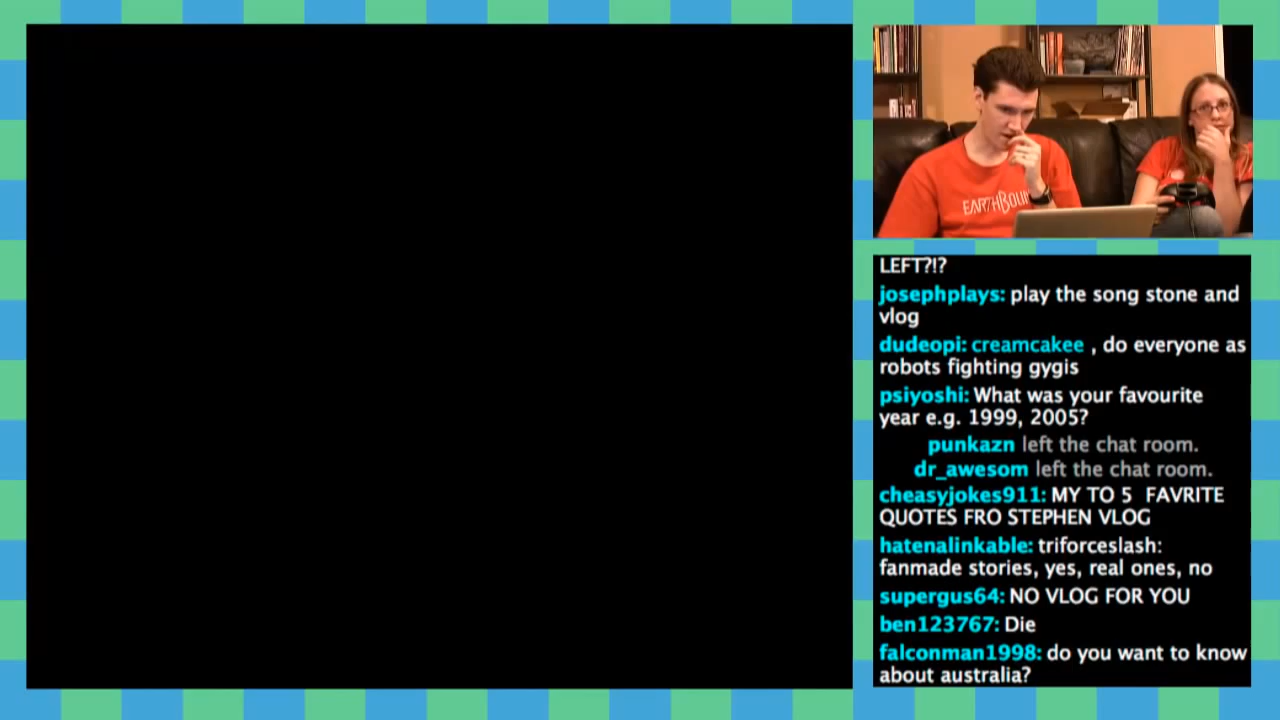 EARTHBOUN
LEFT?!?
josephplays: play the song stone and
vlog
dudeopi: creamcakee , do everyone as
robots fighting gygis
psiyoshi: What was your favourite
year e.g. 1999, 2005?
punkazn left the chat room.
dr_awesom left the chat room.
cheasyjokes911: MY TO 5 FAVRITE
QUOTES FRO STEPHEN VLOG
hatenalinkable: triforceslash:
fanmade stories, yes, real ones, no
supergus64: NO VLOG FOR YOU
ben123767: Die
falconman1998: do you want to know
about australia?